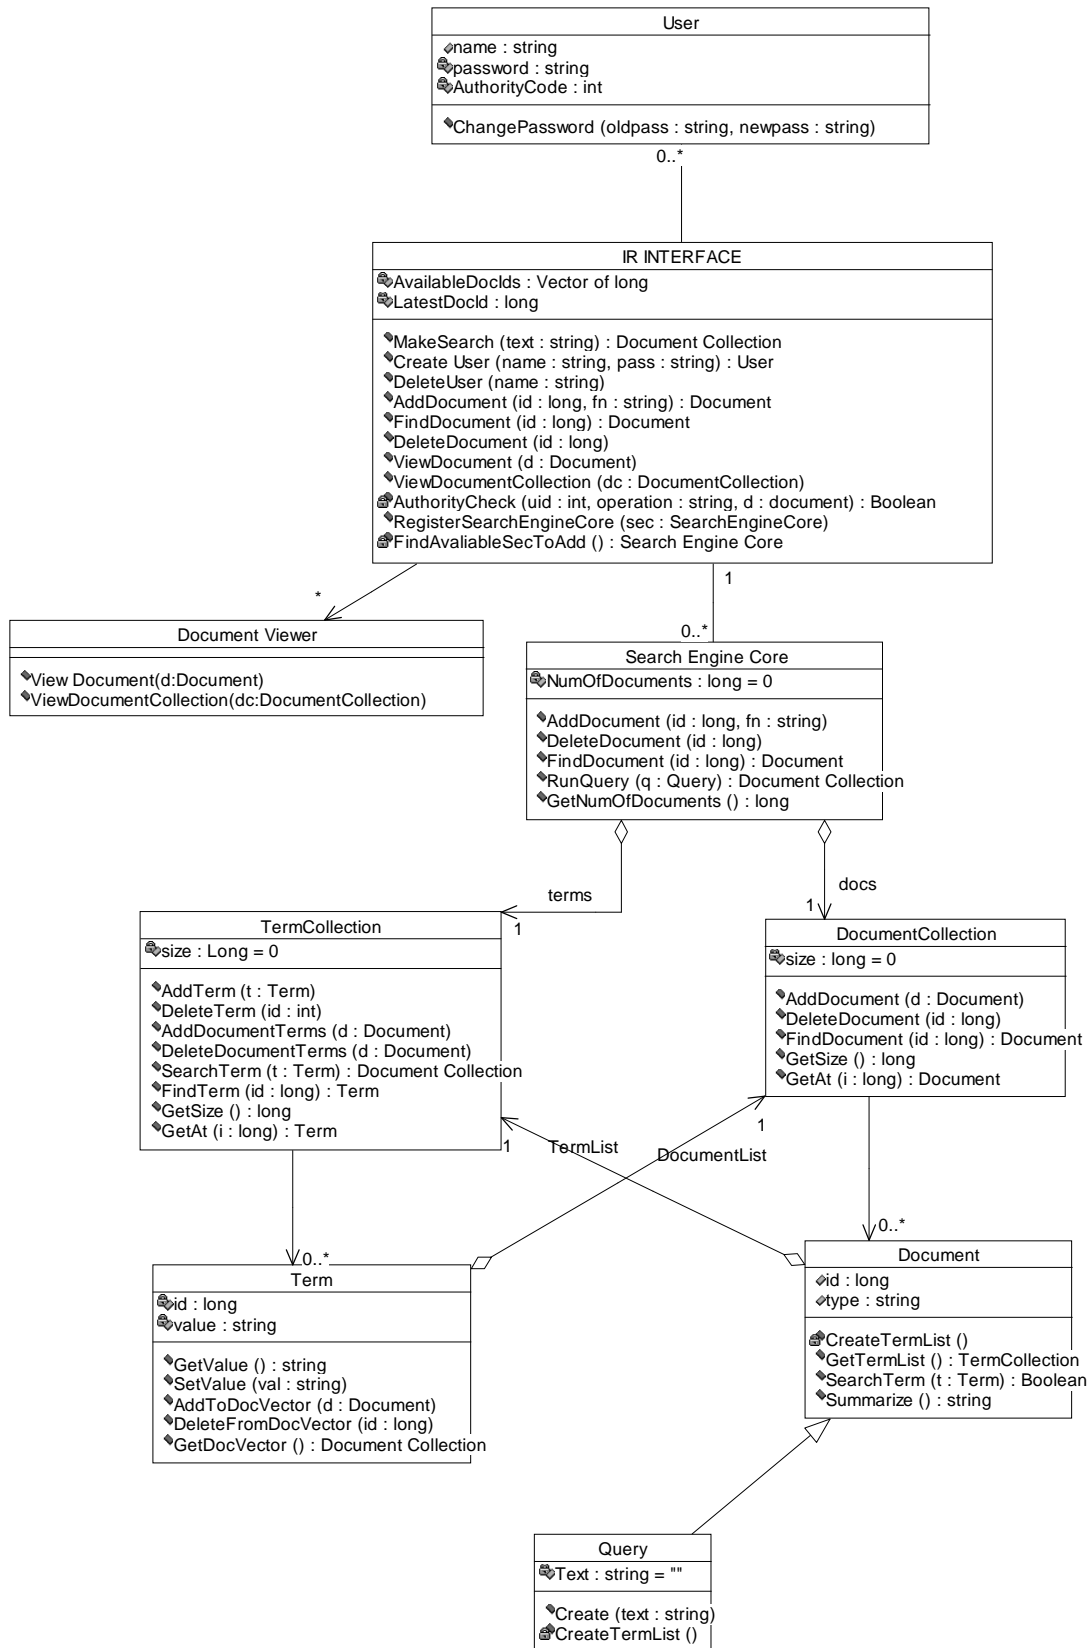 User
name : string
password : string
AuthorityCode : int
ChangePassword (oldpass : string, newpass : string)
0..*
IR INTERFACE
AvailableDocIds : Vector of long
LatestDocId : long
MakeSearch (text : string) : Document Collection
Create User (name : string, pass : string) : User
DeleteUser (name : string)
AddDocument (id : long, fn : string) : Document
FindDocument (id : long) : Document
DeleteDocument (id : long)
ViewDocument (d : Document)
ViewDocumentCollection (dc : DocumentCollection)
AuthorityCheck (uid : int, operation : string, d : document) : Boolean
RegisterSearchEngineCore (sec : SearchEngineCore)
FindAvaliableSecToAdd () : Search Engine Core
1
*
0..*
Document Viewer
View Document(d:Document)
ViewDocumentCollection(dc:DocumentCollection)
Search Engine Core
NumOfDocuments : long = 0
AddDocument (id : long, fn : string)
DeleteDocument (id : long)
FindDocument (id : long) : Document
RunQuery (q : Query) : Document Collection
GetNumOfDocuments () : long
terms
1
docs
1
TermCollection
size : Long = 0
AddTerm (t : Term)
DeleteTerm (id : int)
AddDocumentTerms (d : Document)
DeleteDocumentTerms (d : Document)
SearchTerm (t : Term) : Document Collection
FindTerm (id : long) : Term
GetSize () : long
GetAt (i : long) : Term
DocumentCollection
size : long = 0
AddDocument (d : Document)
DeleteDocument (id : long)
FindDocument (id : long) : Document
GetSize () : long
GetAt (i : long) : Document
1
TermList
DocumentList
1
0..*
0..*
Term
id : long
value : string
GetValue () : string
SetValue (val : string)
AddToDocVector (d : Document)
DeleteFromDocVector (id : long)
GetDocVector () : Document Collection
Document
id : long
type : string
CreateTermList ()
GetTermList () : TermCollection
SearchTerm (t : Term) : Boolean
Summarize () : string
Query
Text : string = ""
Create (text : string)
CreateTermList ()